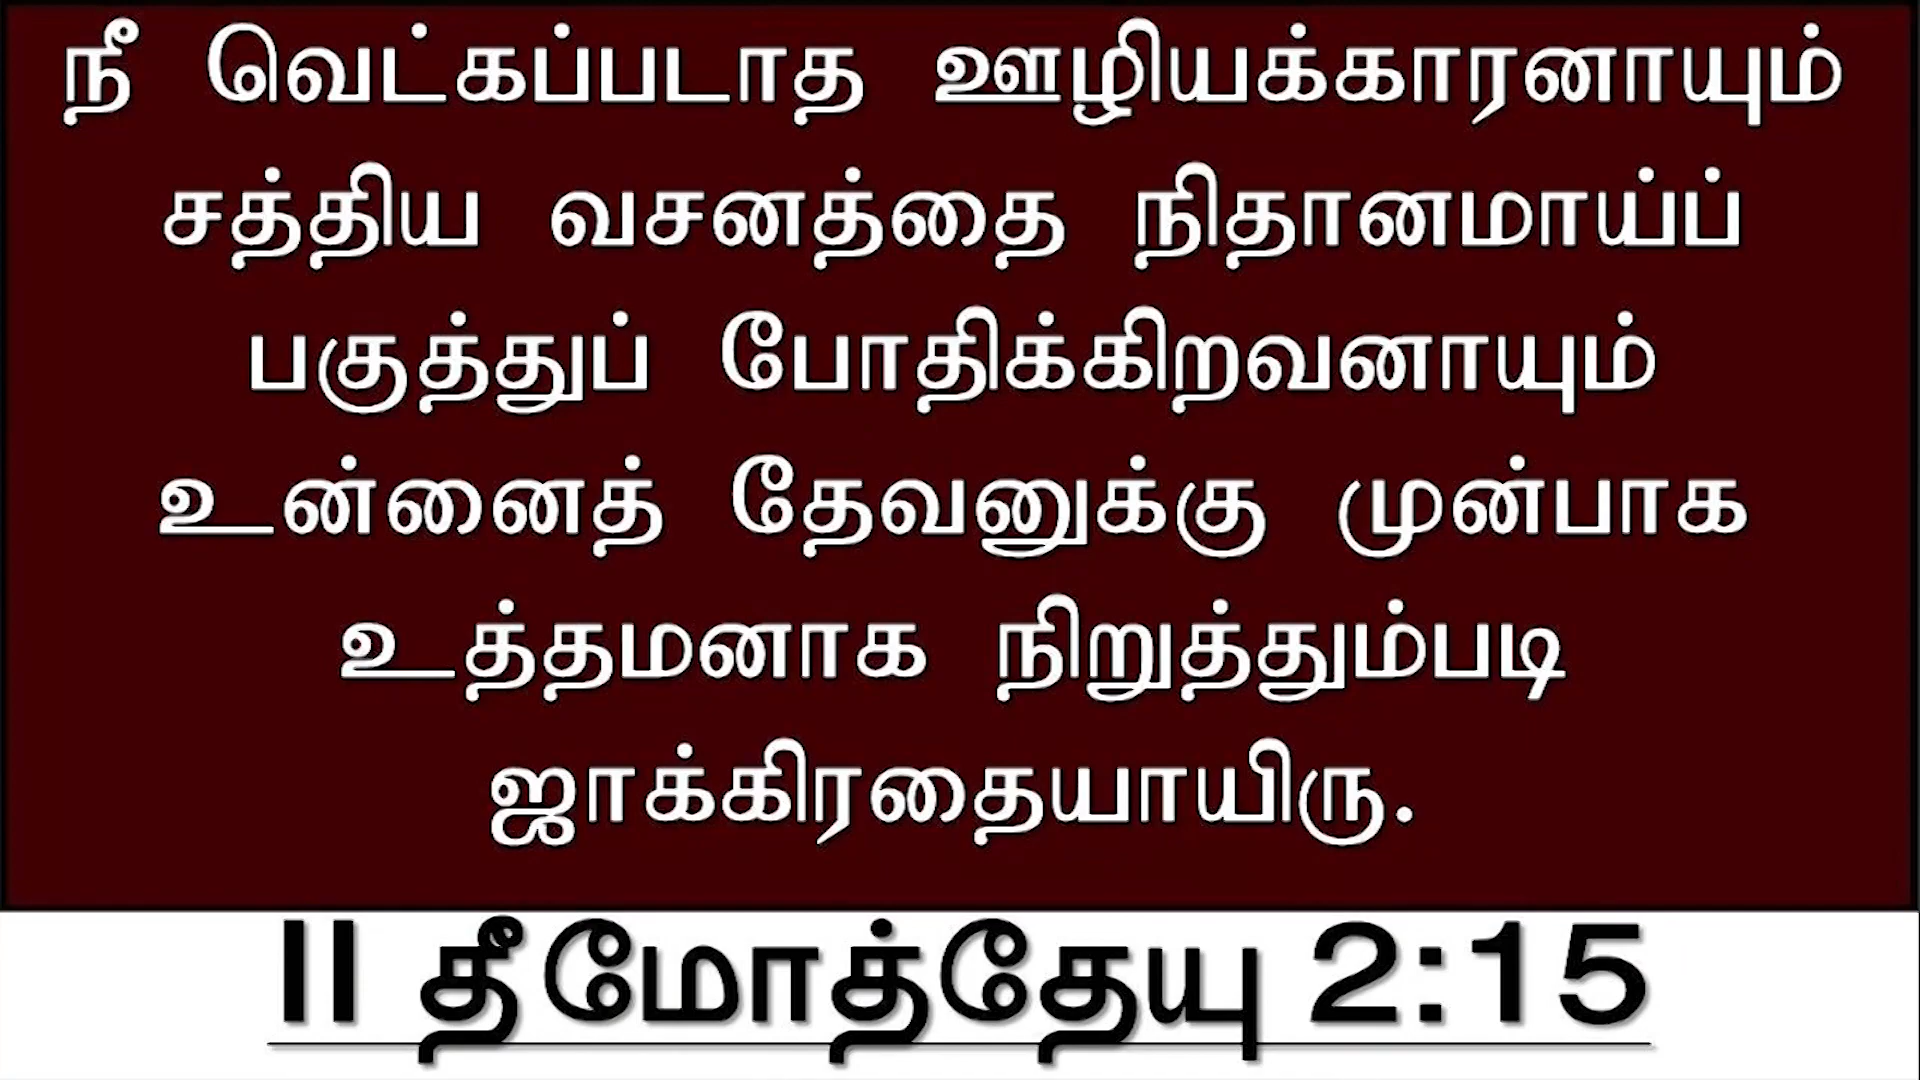 நீ வெட்கப்படாத ஊழியக்காரனாயும்
சத்திய வசனத்தை நிதானமாய்ப்
பகுத்துப் போதிக்கிறவனாயும்
உன்னைத் தேவனுக்கு முன்பாக
உத்தமனாக நிறுத்தும்படி
ஜாக்கிரதையாயிரு.
II தீமோத்தேயு 2:15